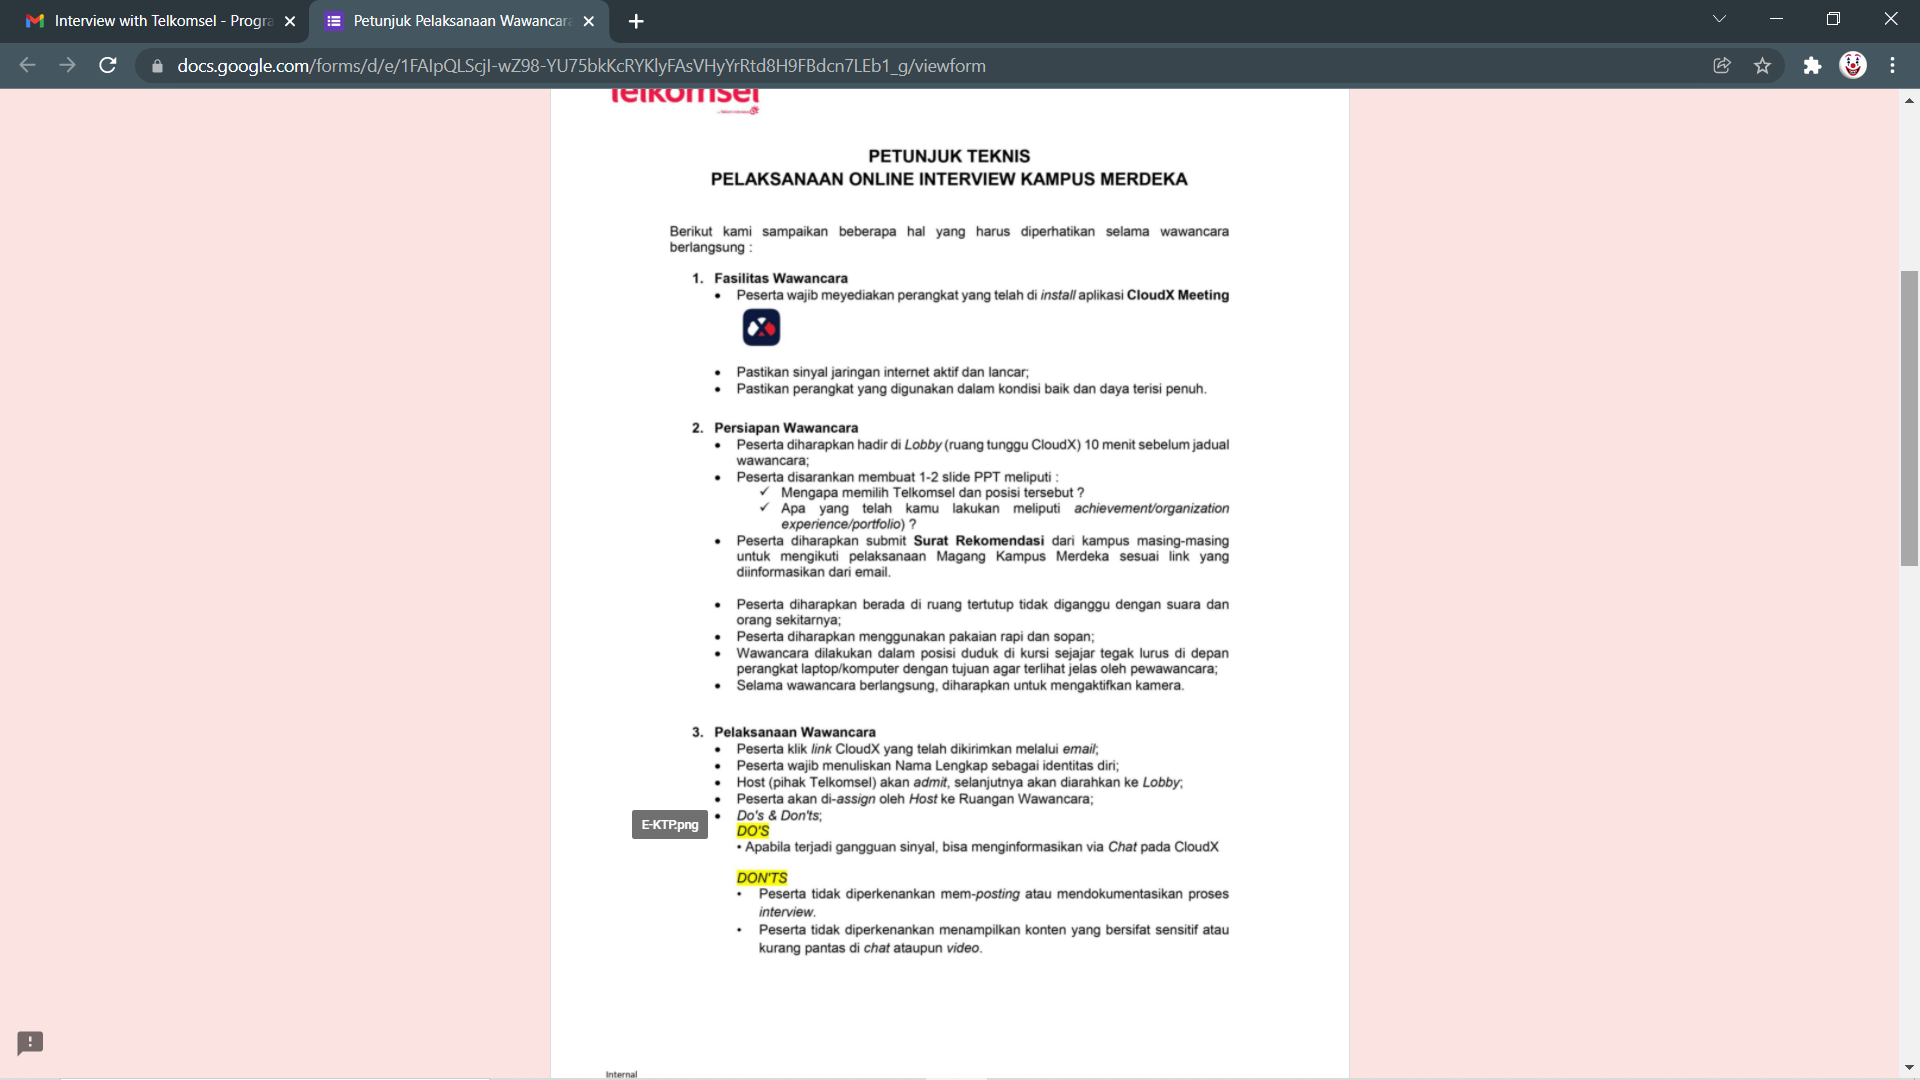 Interview with Telkomsel - Progra
Petunjuk Pelaksanaan Wawancara
docs.google.com/forms/d/e/1FAIpQLScjI-wZ98-YU75bkKcRYKlyFAsVHyYrRtd8H9FBdcn7LEb1_g/viewform
Telkomsel
PETUNJUK TEKNIS
PELAKSANAAN ONLINE INTERVIEW KAMPUS MERDEKA
Berikut kami sampaikan beberapa hal yang harus diperhatikan selama wawancara
berlangsung :
1. Fasilitas Wawancara
• Peserta wajib meyediakan perangkat yang telah di install aplikasi CloudX Meeting
• Pastikan sinyal jaringan internet aktif dan lancar;
• Pastikan perangkat yang digunakan dalam kondisi baik dan daya terisi penuh.
2. Persiapan Wawancara
• Peserta diharapkan hadir di Lobby (ruang tunggu CloudX) 10 menit sebelum jadual
wawancara;
• Peserta disarankan membuat 1-2 slide PPT meliputi :
✓ Mengapa memilih Telkomsel dan posisi tersebut ?
✓ Apa yang telah kamu lakukan meliputi achievement/organization
experience/portfolio) ?
• Peserta diharapkan submit Surat Rekomendasi dari kampus masing-masing
untuk mengikuti pelaksanaan Magang Kampus Merdeka sesuai link yang
diinformasikan dari email.
• Peserta diharapkan berada di ruang tertutup tidak diganggu dengan suara dan
orang sekitarnya;
• Peserta diharapkan menggunakan pakaian rapi dan sopan;
• Wawancara dilakukan dalam posisi duduk di kursi sejajar tegak lurus di depan
perangkat laptop/komputer dengan tujuan agar terlihat jelas oleh pewawancara;
• Selama wawancara berlangsung, diharapkan untuk mengaktifkan kamera.
3. Pelaksanaan Wawancara
• Peserta klik link CloudX yang telah dikirimkan melalui email;
• Peserta wajib menuliskan Nama Lengkap sebagai identitas diri;
• Host (pihak Telkomsel) akan admit, selanjutnya akan diarahkan ke Lobby;
• Peserta akan di-assign oleh Host ke Ruangan Wawancara;
• Do's & Don'ts;
E-KTP.png
DO'S
• Apabila terjadi gangguan sinyal, bisa menginformasikan via Chat pada CloudX
DON'TS
• Peserta tidak diperkenankan mem-posting atau mendokumentasikan proses
interview.
• Peserta tidak diperkenankan menampilkan konten yang bersifat sensitif atau
kurang pantas di chat ataupun video.
Internal